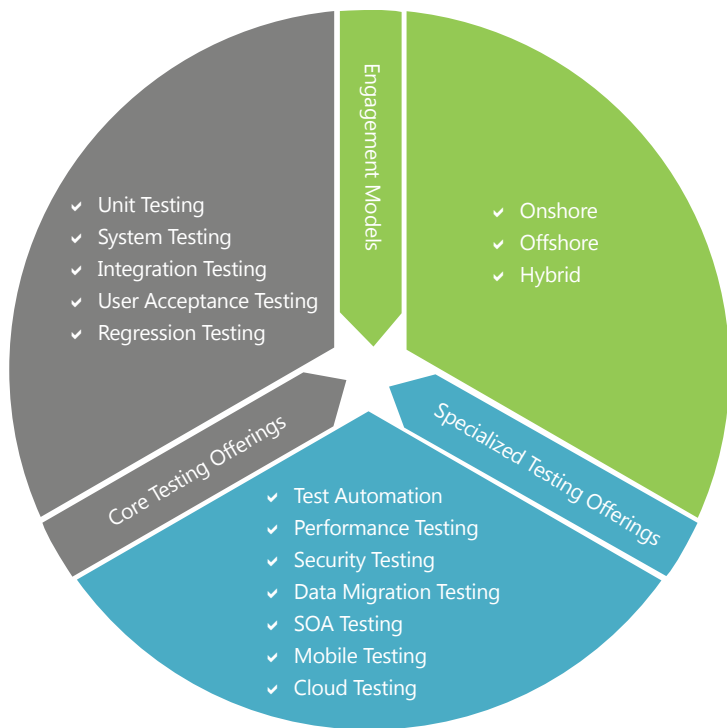 Engagement Models
Unit Testing
System Testing
Integration Testing
User Acceptance Testing
Regression Testing
Onshore
Offshore
Hybrid
Core Testing Offerings
Specialized Testing Offerings
Test Automation
Performance Testing
Security Testing
Data Migration Testing
SOA Testing
Mobile Testing
Cloud Testing